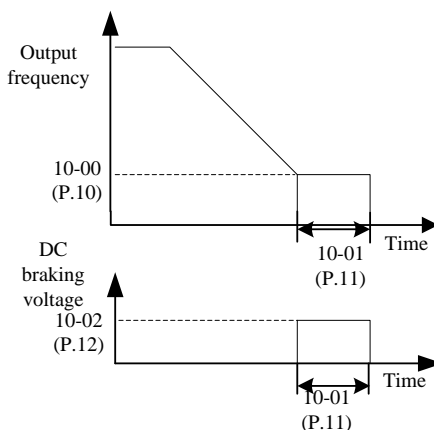 Output
frequency
10-00
(P.10)
Time
10-01
(P.11)
DC
braking
voltage
10-02
(P.12)
Time
10-01
(P.11)